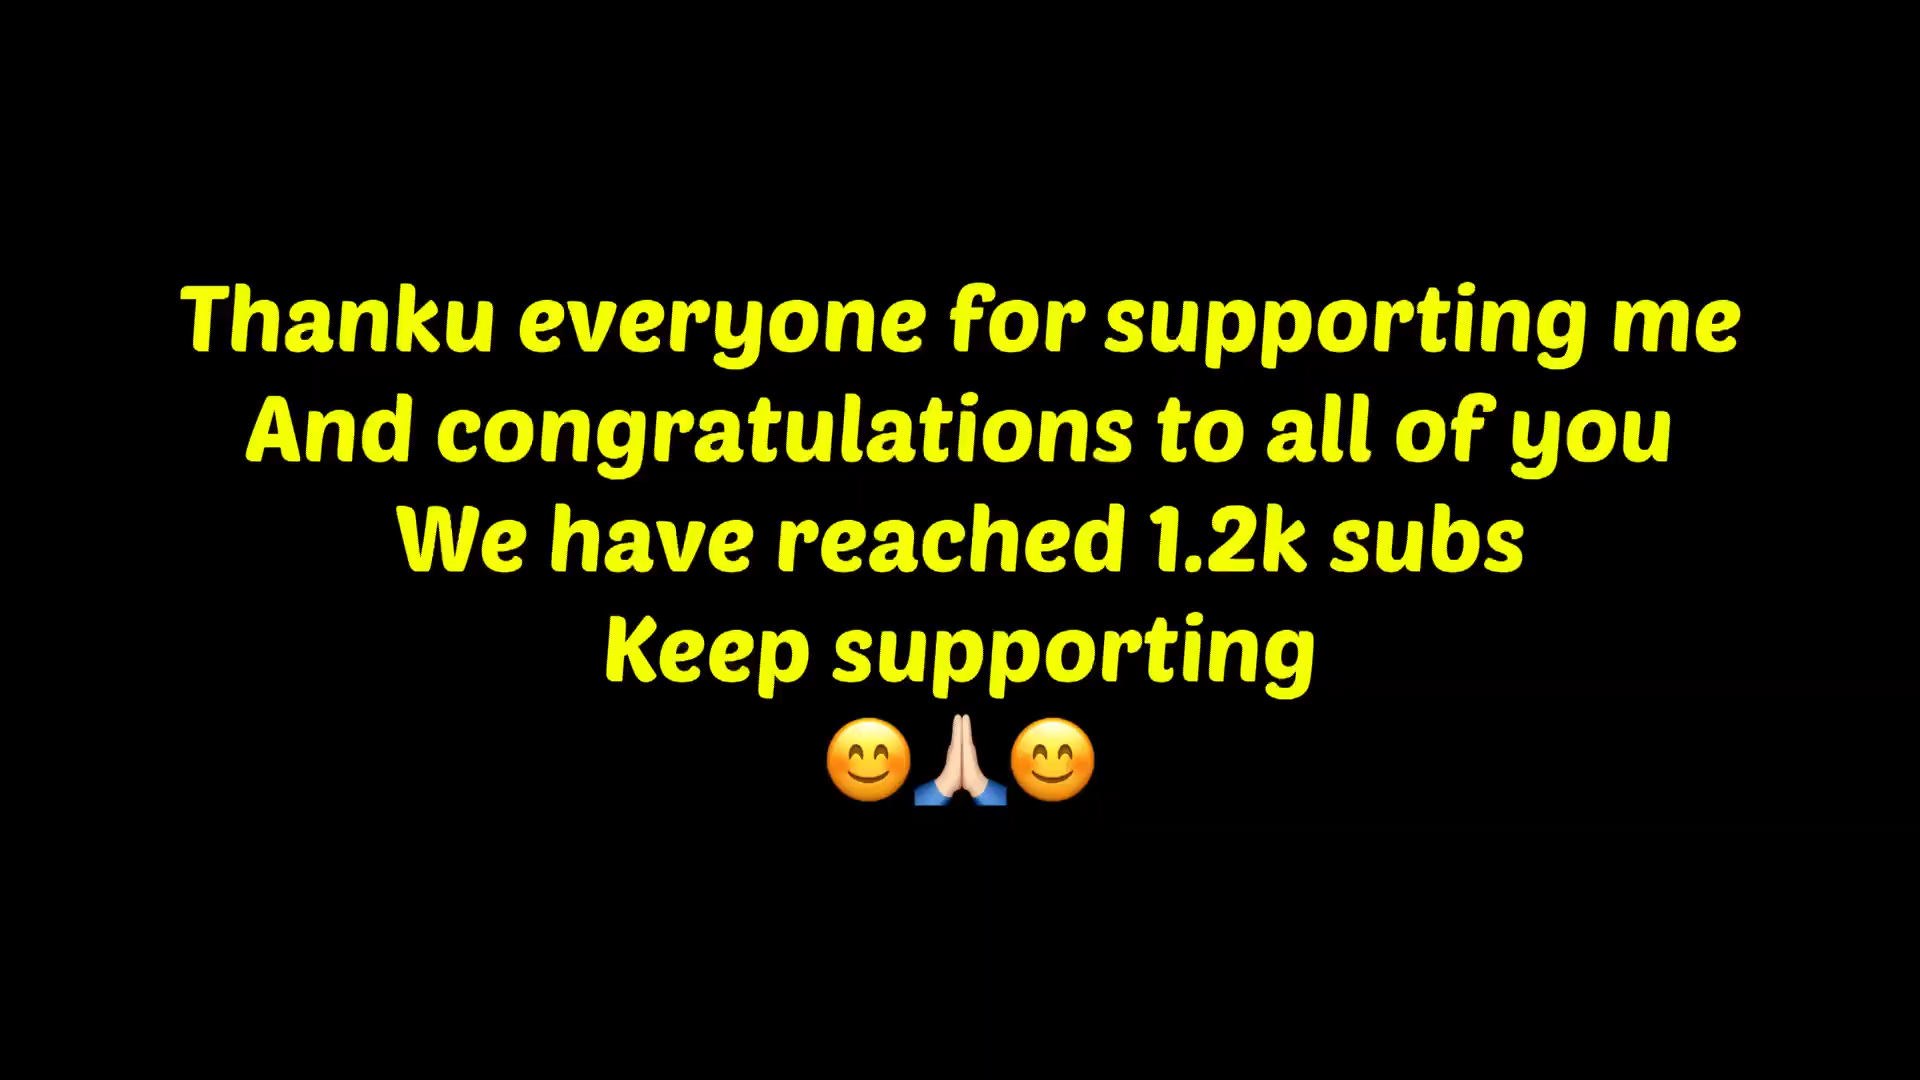 Thanku everyone for supporting me
And congratulations to all of you
We have reached 1.2k subs
Keep supporting
😊🙏🏻😊